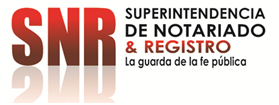 SNR
SUPERINTENDENCIA
DE NOTARIADO
& REGISTRO
La guarda de la fe pública